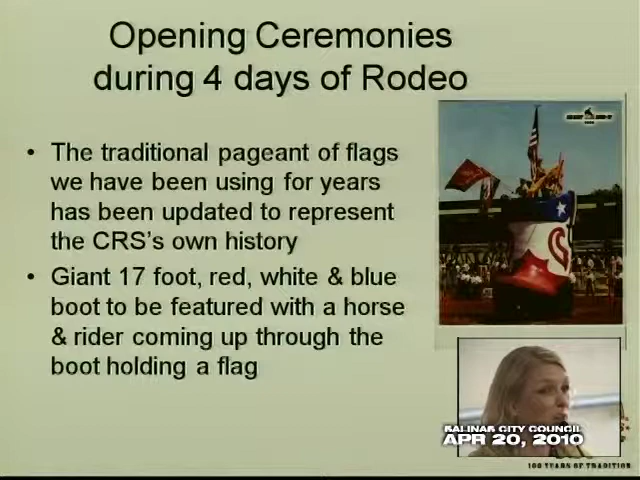 Opening Ceremonies
during 4 days of Rodeo
• The traditional pageant of flags
we have been using for years
has been updated to represent
the CRS's own history
• Giant 17 foot, red, white & blue
boot to be featured with a horse
& rider coming up through the
boot holding a flag
SALINAS CITY COUNCIL
APR 20, 2010
100 YEARS OF TRADITION